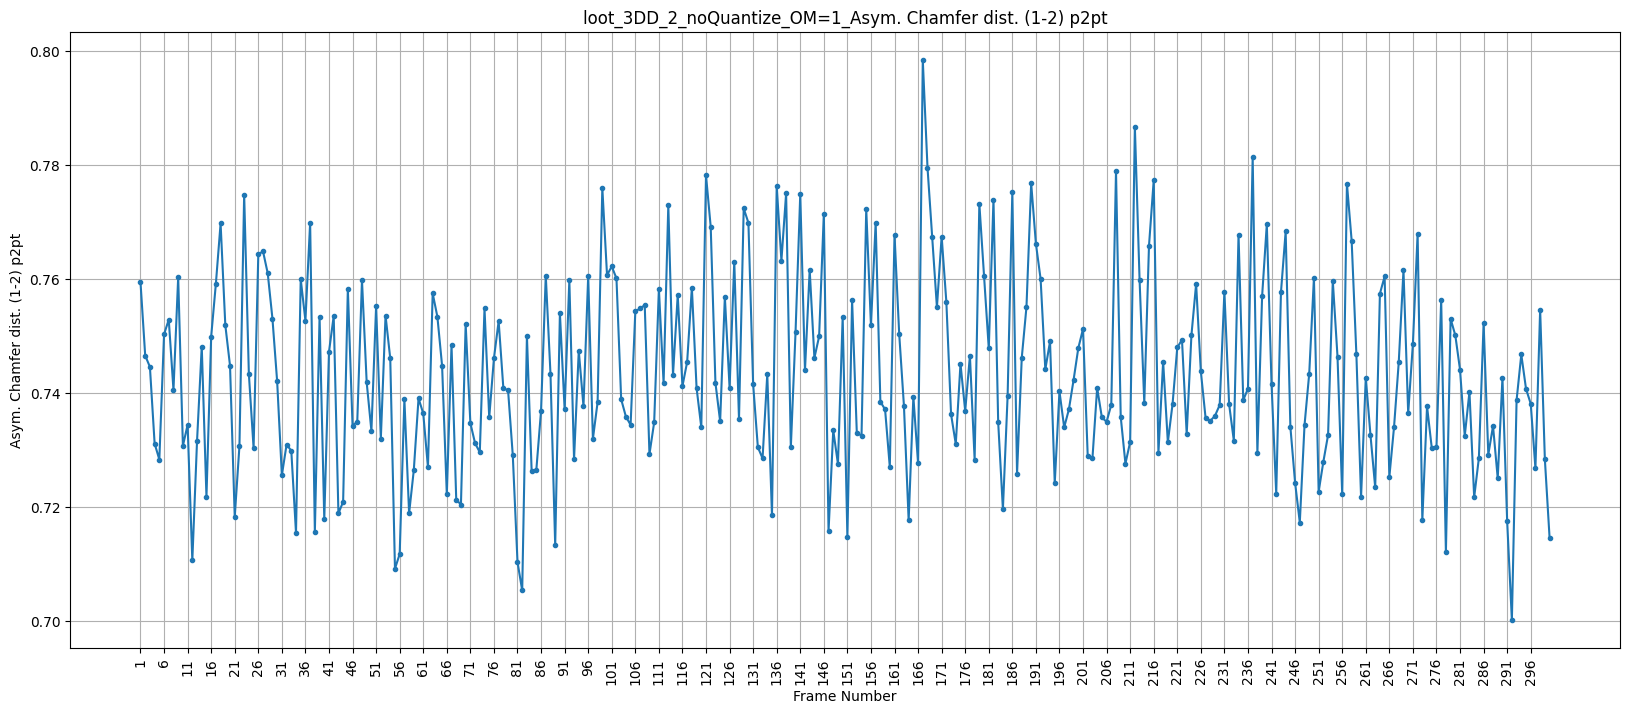 loot_3DD_2_noQuantize_OM=1_Asym. Chamfer dist. (1-2) p2pt
Asym. Chamfer dist. (1-2) p2pt
0.80
0.78
0.76
0.74
0.72
0.70
1 6 11 16 21 26 31 36 41 46 51 56 61 66 71 76 81 86 91 96 101 106 111 116 121 126 131 136 141 146 151 156 161 166 171 176 181 186 191 196 201 206 211 216 221 226 231 236 241 246 251 256 261 266 271 276 281 286 291 296
Frame Number